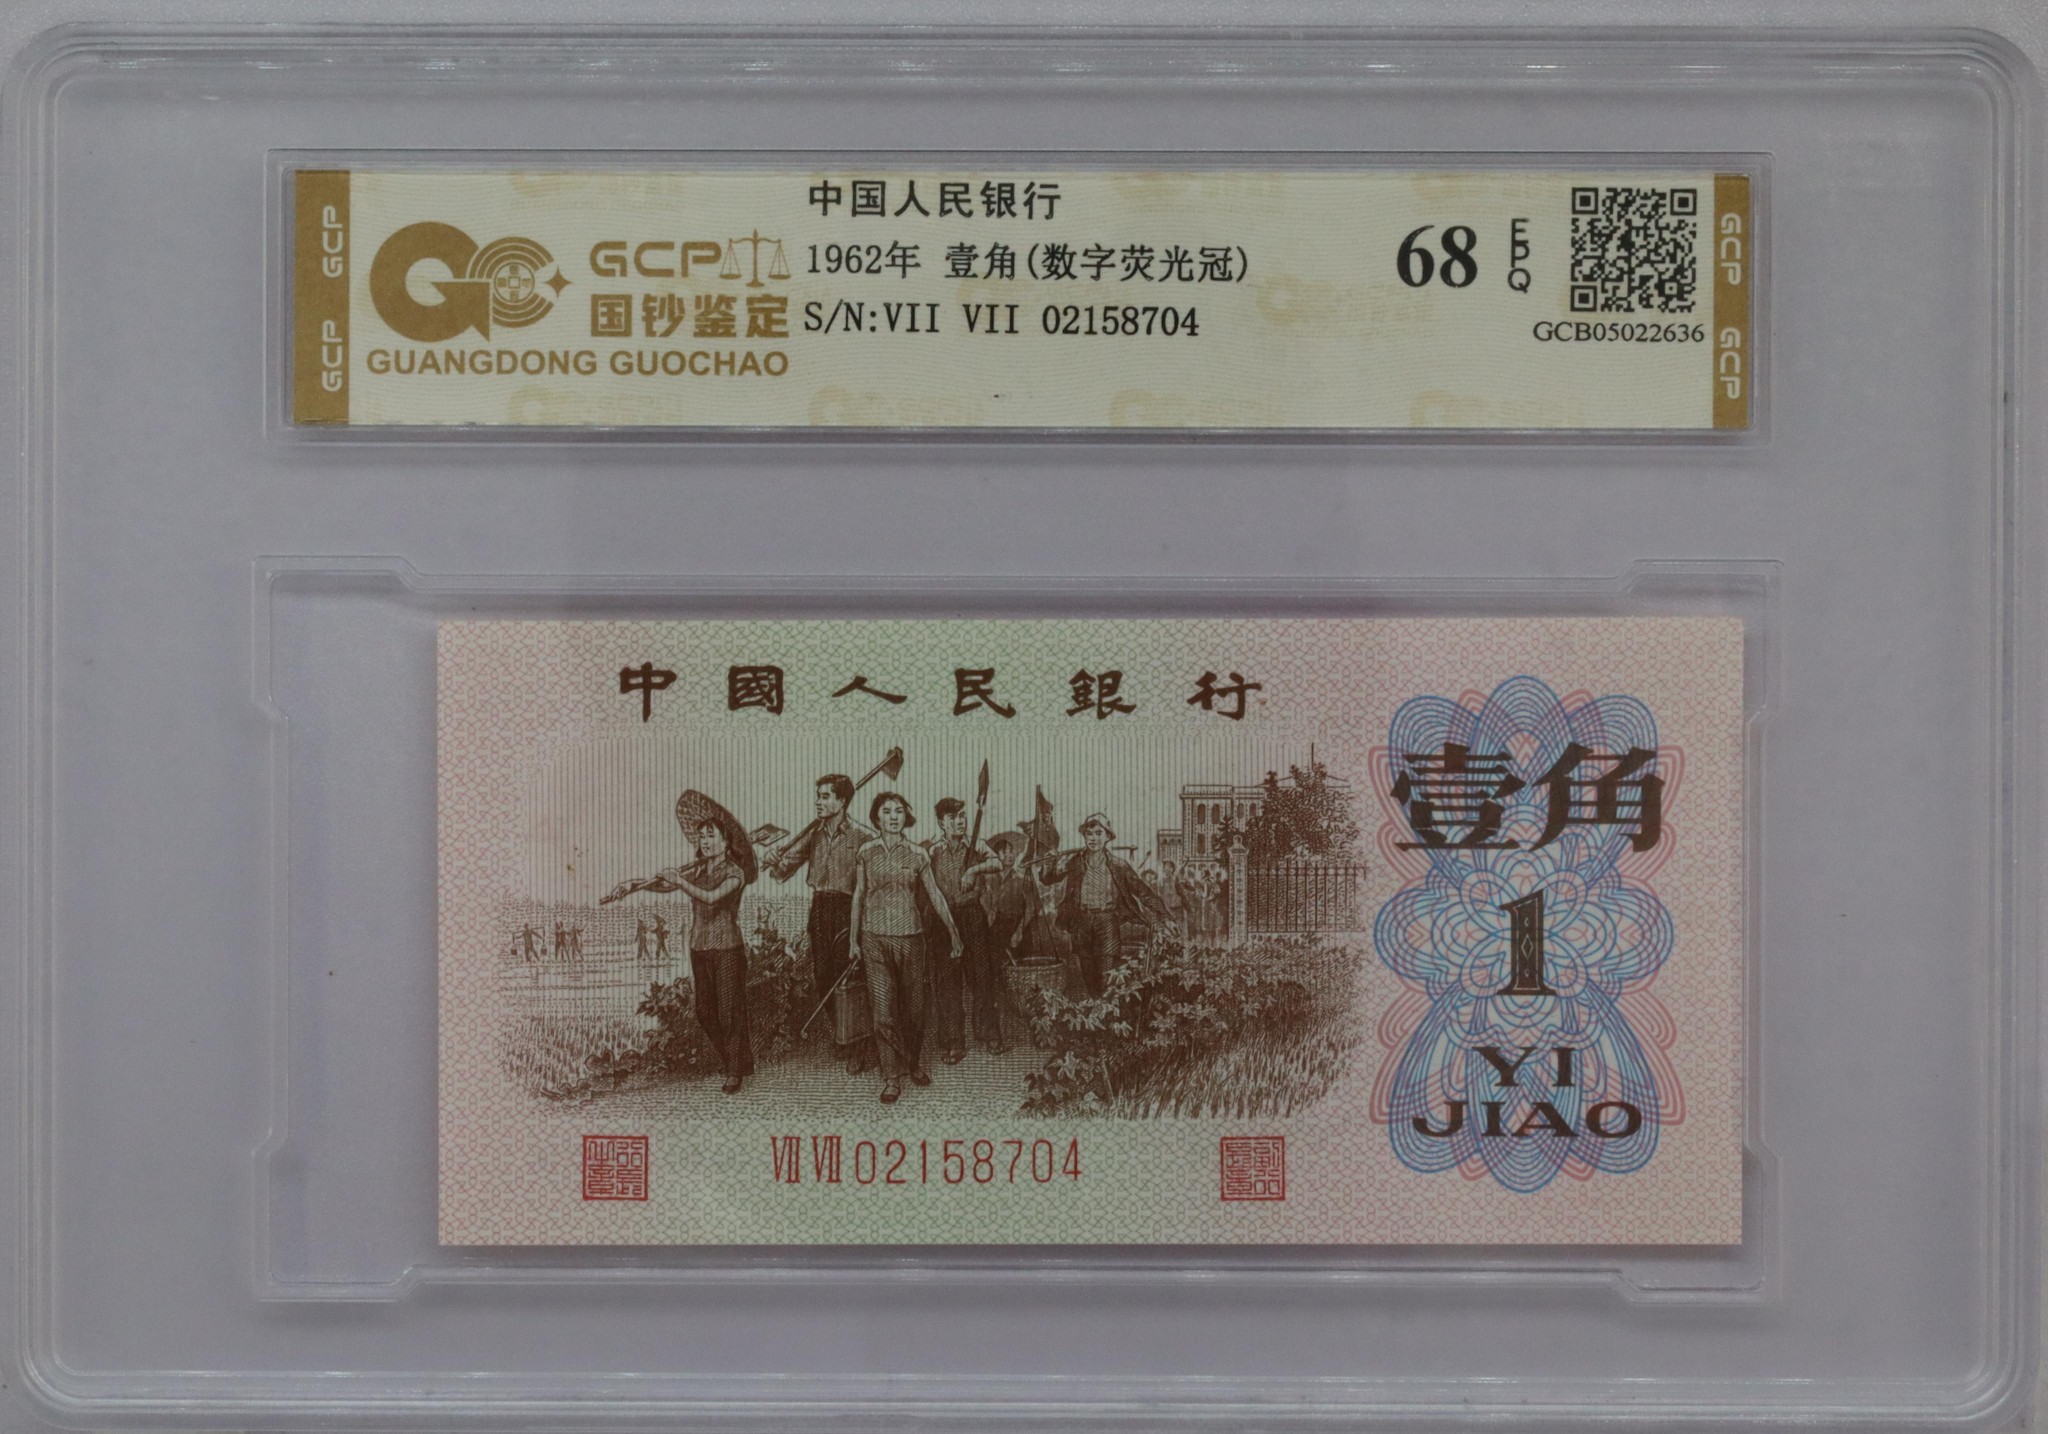 GCP
GCP
GCP
国钞鉴定
GUANGDONG GUOCHAO
中国人民银行
1962年 壹角(数字荧光冠)
S/N:VII VII 02158704
68
EPQ
GCB05022636
GCP
GCP
中國人民銀行
壹角
1
YI
JIAO
VII VII 02158704